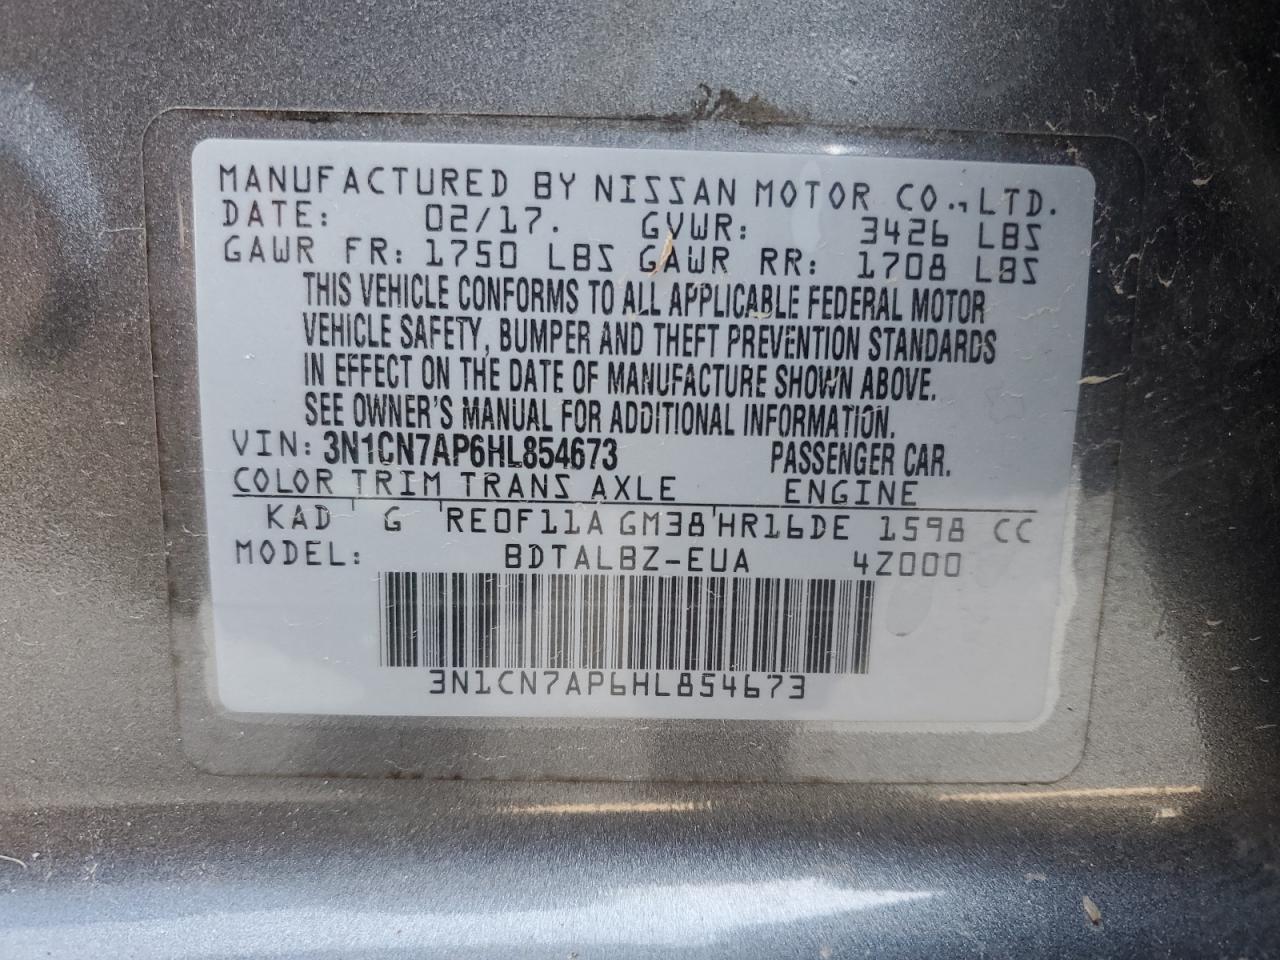 MANUFACTURED BY NISSAN MOTOR CO., LTD.
DATE: 02/17. GVWR: 3426 LBS
GAWR FR: 1750 LBS GAWR RR: 1708 LBS
THIS VEHICLE CONFORMS TO ALL APPLICABLE FEDERAL MOTOR
VEHICLE SAFETY, BUMPER AND THEFT PREVENTION STANDARDS
IN EFFECT ON THE DATE OF MANUFACTURE SHOWN ABOVE.
SEE OWNER'S MANUAL FOR ADDITIONAL INFORMATION.
VIN: 3N1CN7AP6HL854673 PASSENGER CAR.
COLOR TRIM TRANS AXLE ENGINE
KAD ' G 'RE0F11A GM38'HR16DE 1598 CC
MODEL: BDTALBZ-EUA 4Z000
3N1CN7AP6HL854673